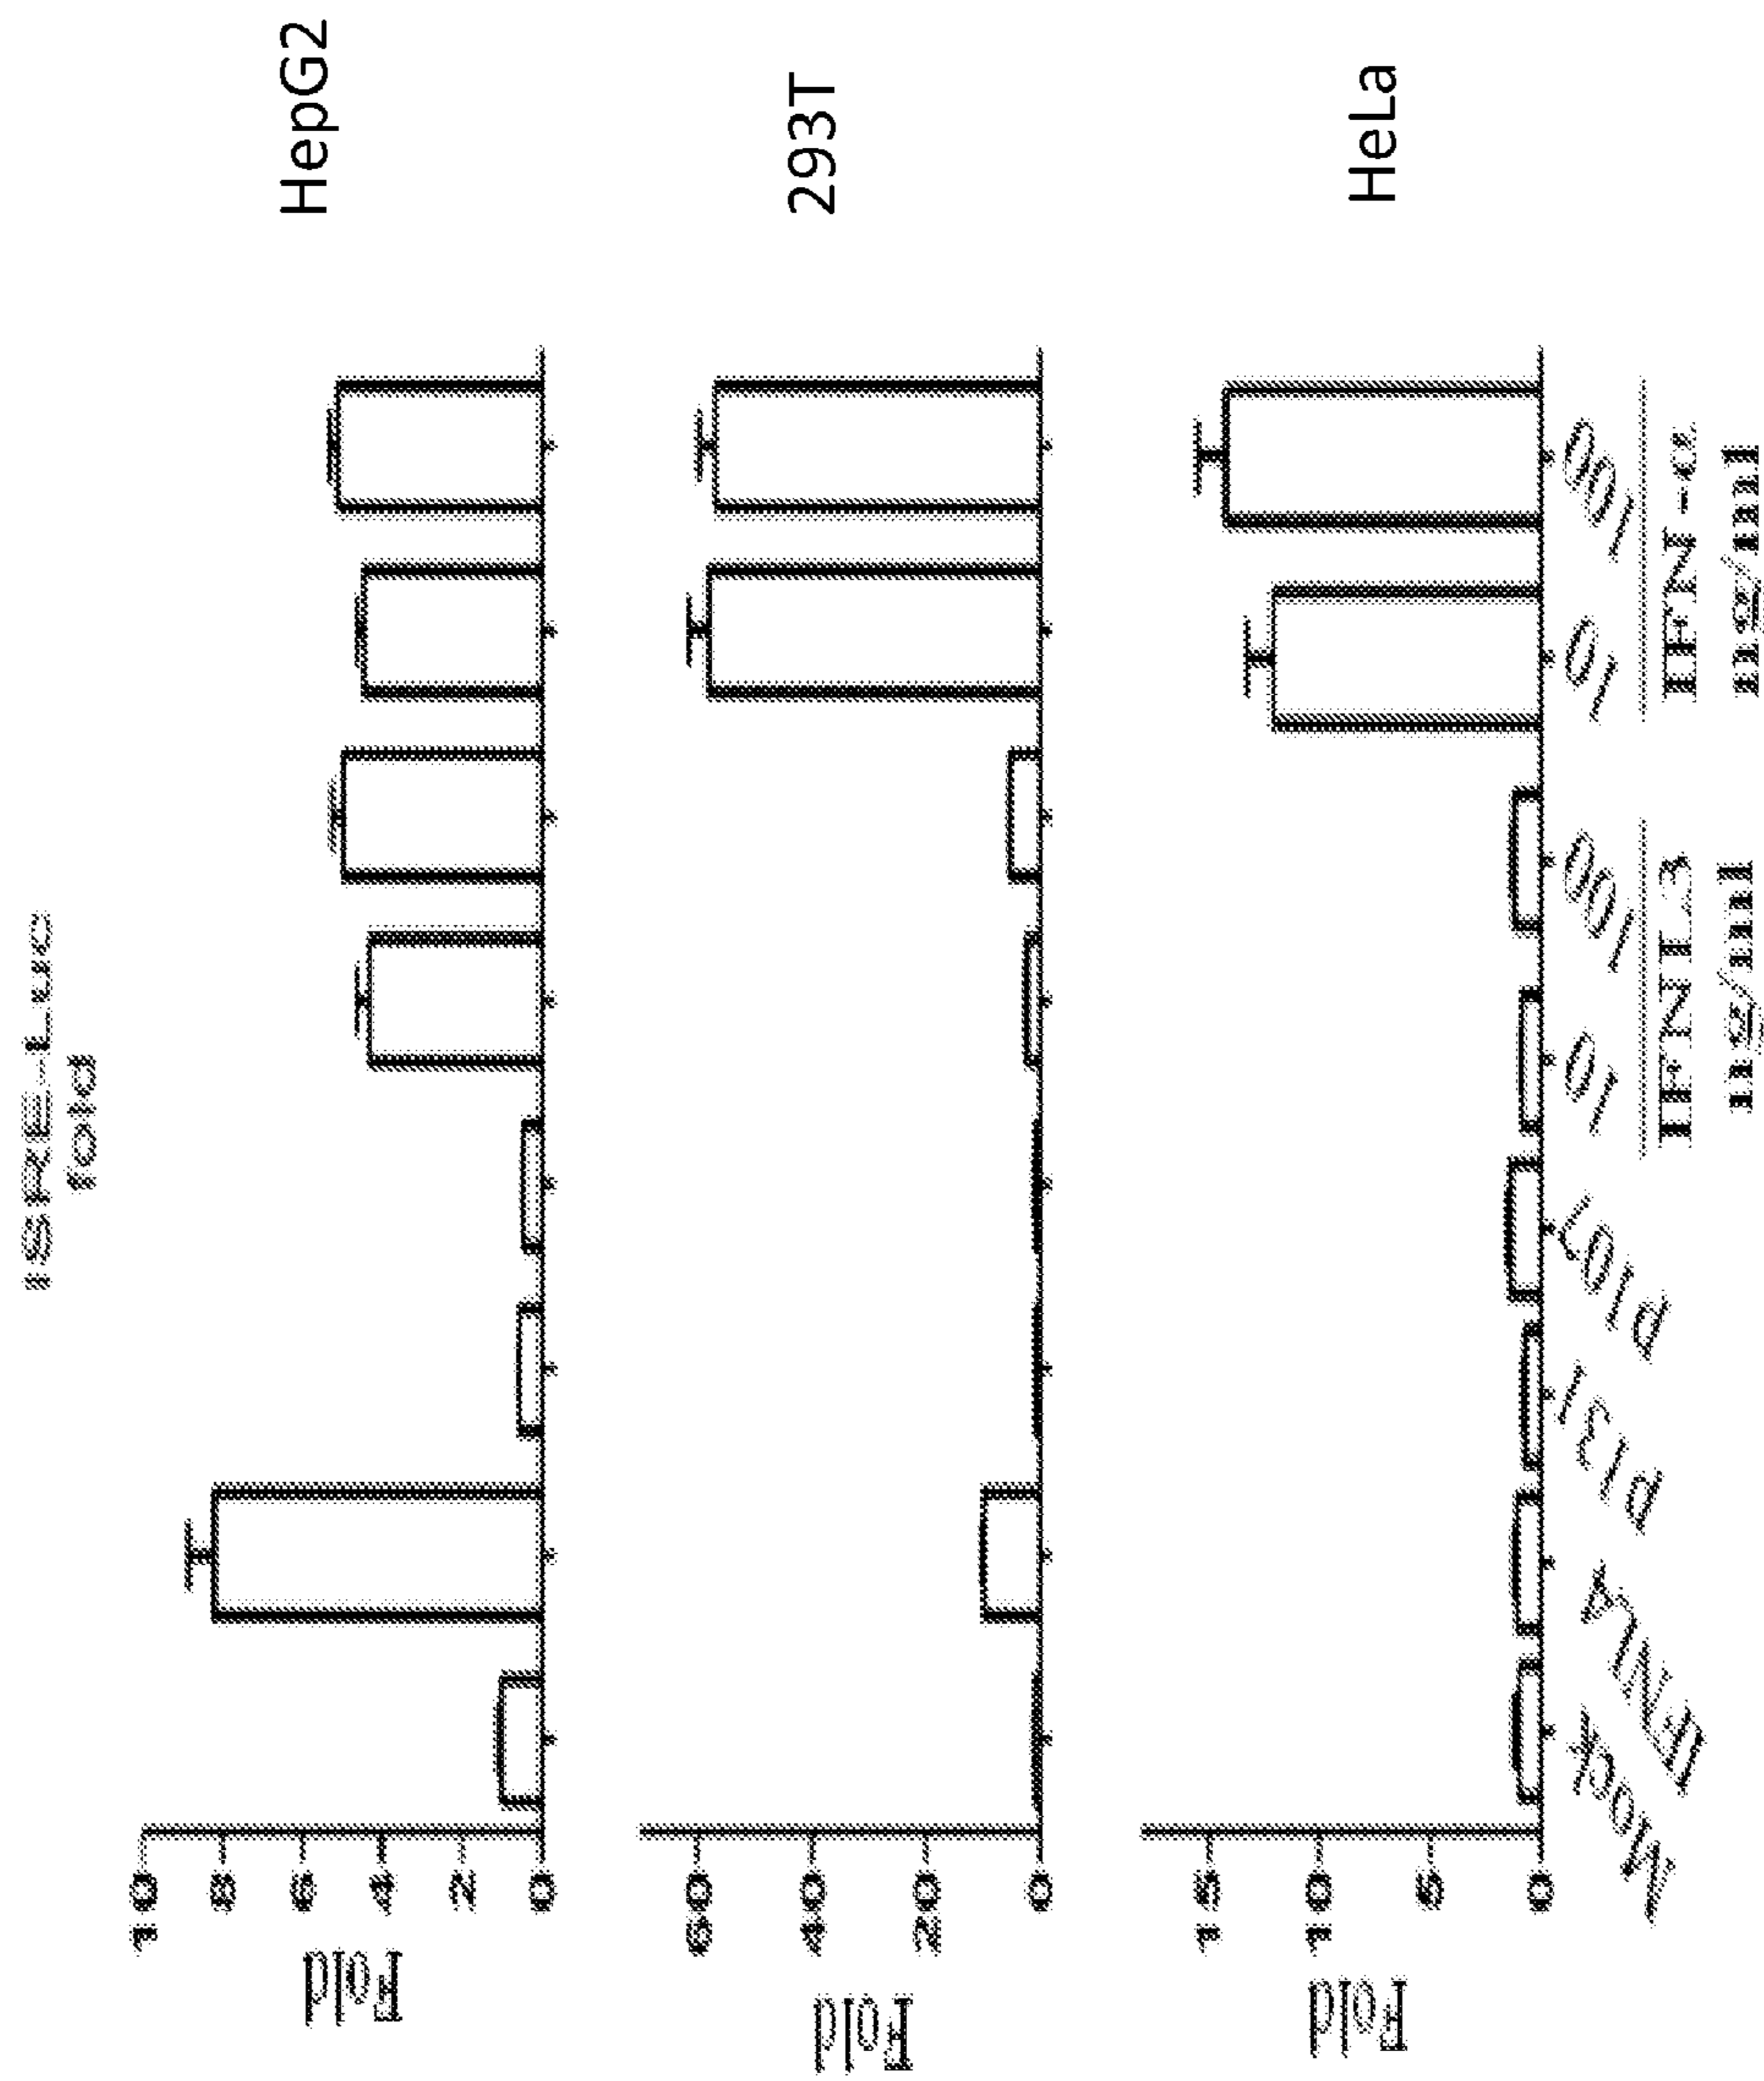 ISRE-Luc
fold
HepG2
Fold
10
8
6
4
2
0
293T
Fold
60
40
20
0
HeLa
Fold
15
10
5
0
Mock
IFNL4
P131
P107
10
100
10
100
IFNL3
IFN-α
ng/ml
ng/ml